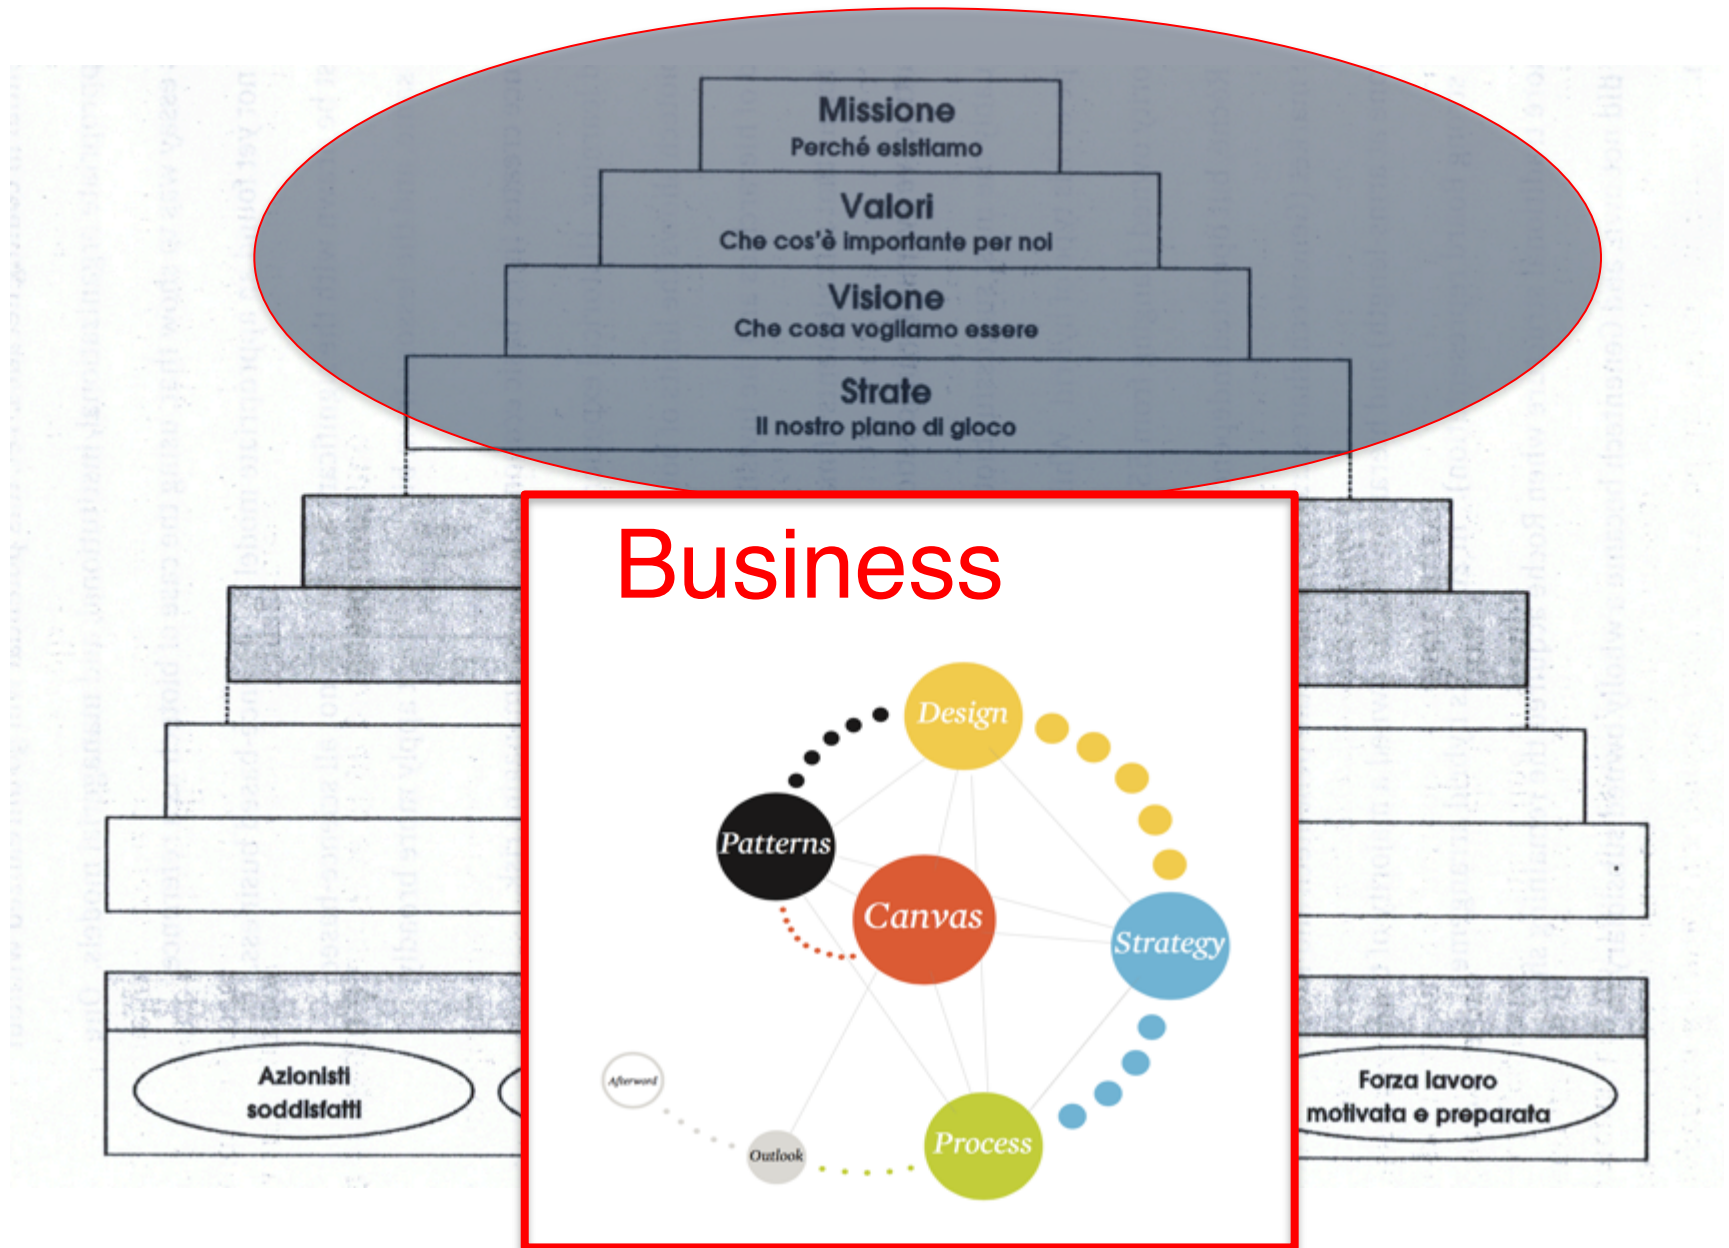 Missione
Perché esistiamo
Valori
Che cos'è importante per noi
Visione
Che cosa vogliamo essere
Strate
Il nostro piano di gioco
Business
Design
Patterns
Canvas
Strategy
Afterword
Outlook
Process
Azionisti
soddisfatti
Forza lavoro
motivata e preparata